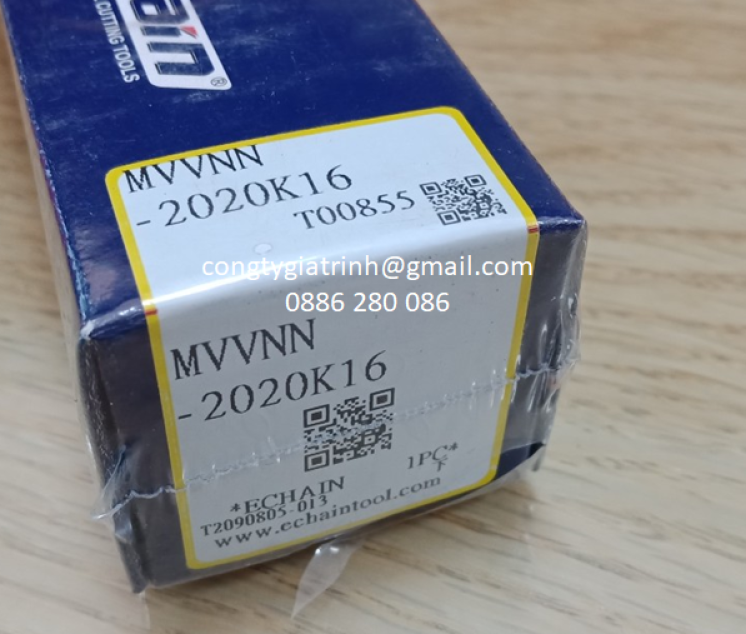 ain®
CUTTING TOOLS
MVVNN
-2020K16
T00855
congtygiatrinh@gmail.com
0886 280 086
MVVNN
-2020K16
1PC*
*ECHAIN
T2090805-013
www.echaintool.com